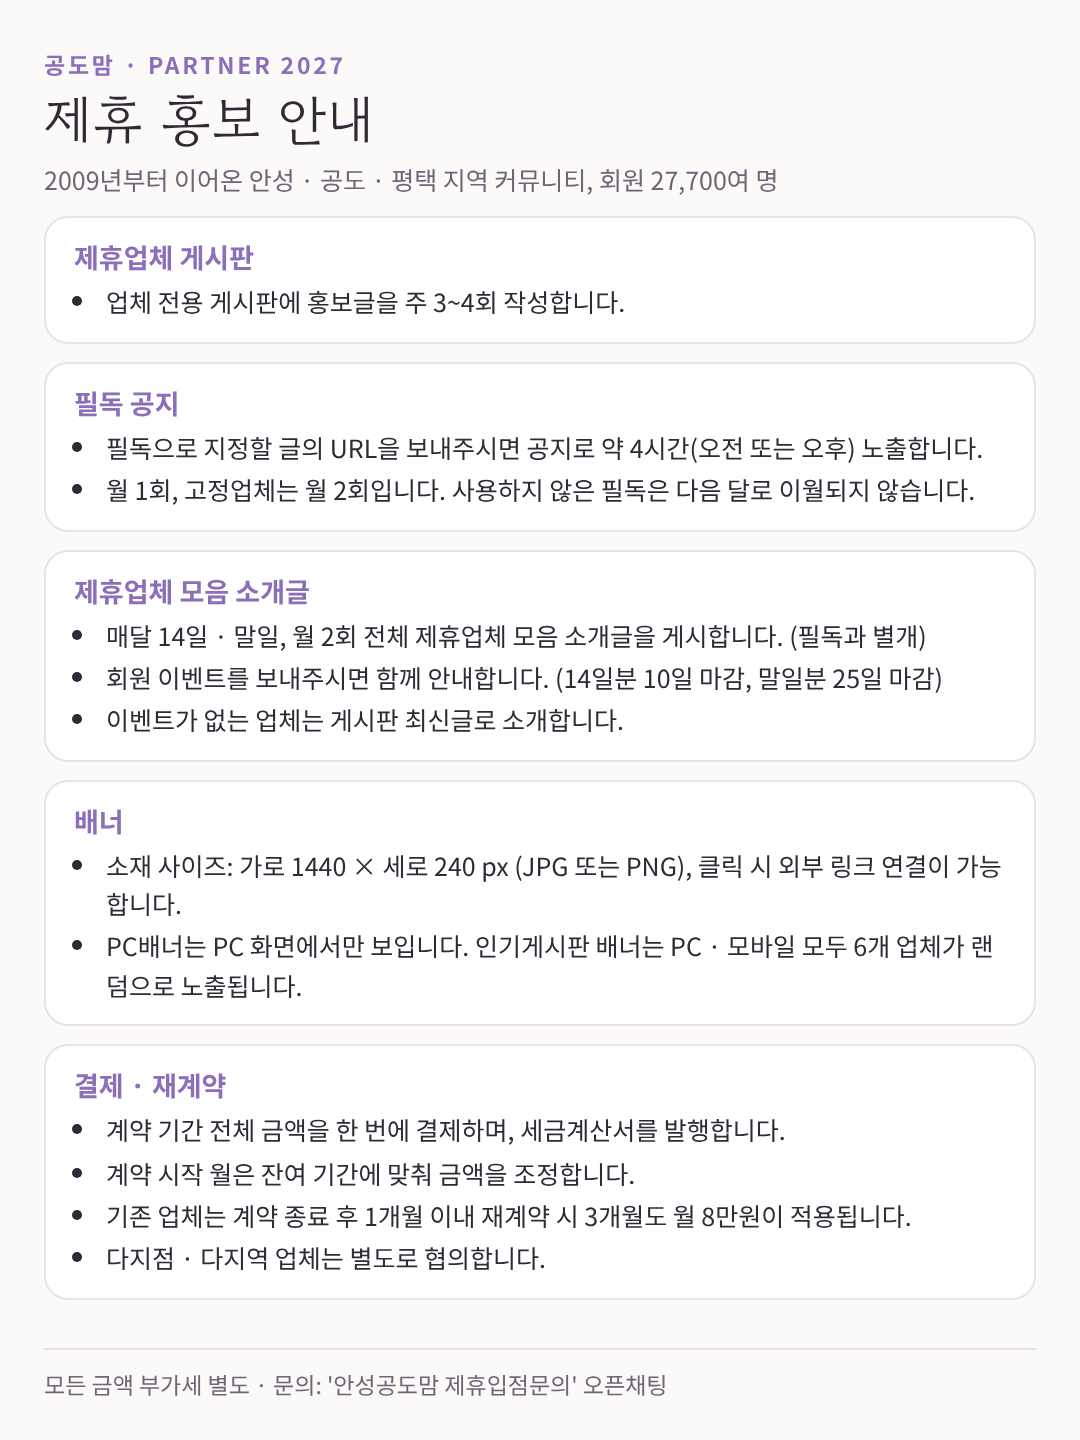 공도맘 · PARTNER 2027
제휴 홍보 안내
2009년부터 이어온 안성 · 공도 · 평택 지역 커뮤니티, 회원 27,700여 명
제휴업체 게시판
• 업체 전용 게시판에 홍보글을 주 3~4회 작성합니다.
필독 공지
• 필독으로 지정할 글의 URL을 보내주시면 공지로 약 4시간(오전 또는 오후) 노출합니다.
• 월 1회, 고정업체는 월 2회입니다. 사용하지 않은 필독은 다음 달로 이월되지 않습니다.
제휴업체 모음 소개글
• 매달 14일 · 말일, 월 2회 전체 제휴업체 모음 소개글을 게시합니다. (필독과 별개)
• 회원 이벤트를 보내주시면 함께 안내합니다. (14일분 10일 마감, 말일분 25일 마감)
• 이벤트가 없는 업체는 게시판 최신글로 소개합니다.
배너
• 소재 사이즈: 가로 1440 × 세로 240 px (JPG 또는 PNG), 클릭 시 외부 링크 연결이 가능
합니다.
• PC배너는 PC 화면에서만 보입니다. 인기게시판 배너는 PC · 모바일 모두 6개 업체가 랜
덤으로 노출됩니다.
결제 · 재계약
• 계약 기간 전체 금액을 한 번에 결제하며, 세금계산서를 발행합니다.
• 계약 시작 월은 잔여 기간에 맞춰 금액을 조정합니다.
• 기존 업체는 계약 종료 후 1개월 이내 재계약 시 3개월도 월 8만원이 적용됩니다.
• 다지점 · 다지역 업체는 별도로 협의합니다.
모든 금액 부가세 별도 · 문의: '안성공도맘 제휴입점문의' 오픈채팅